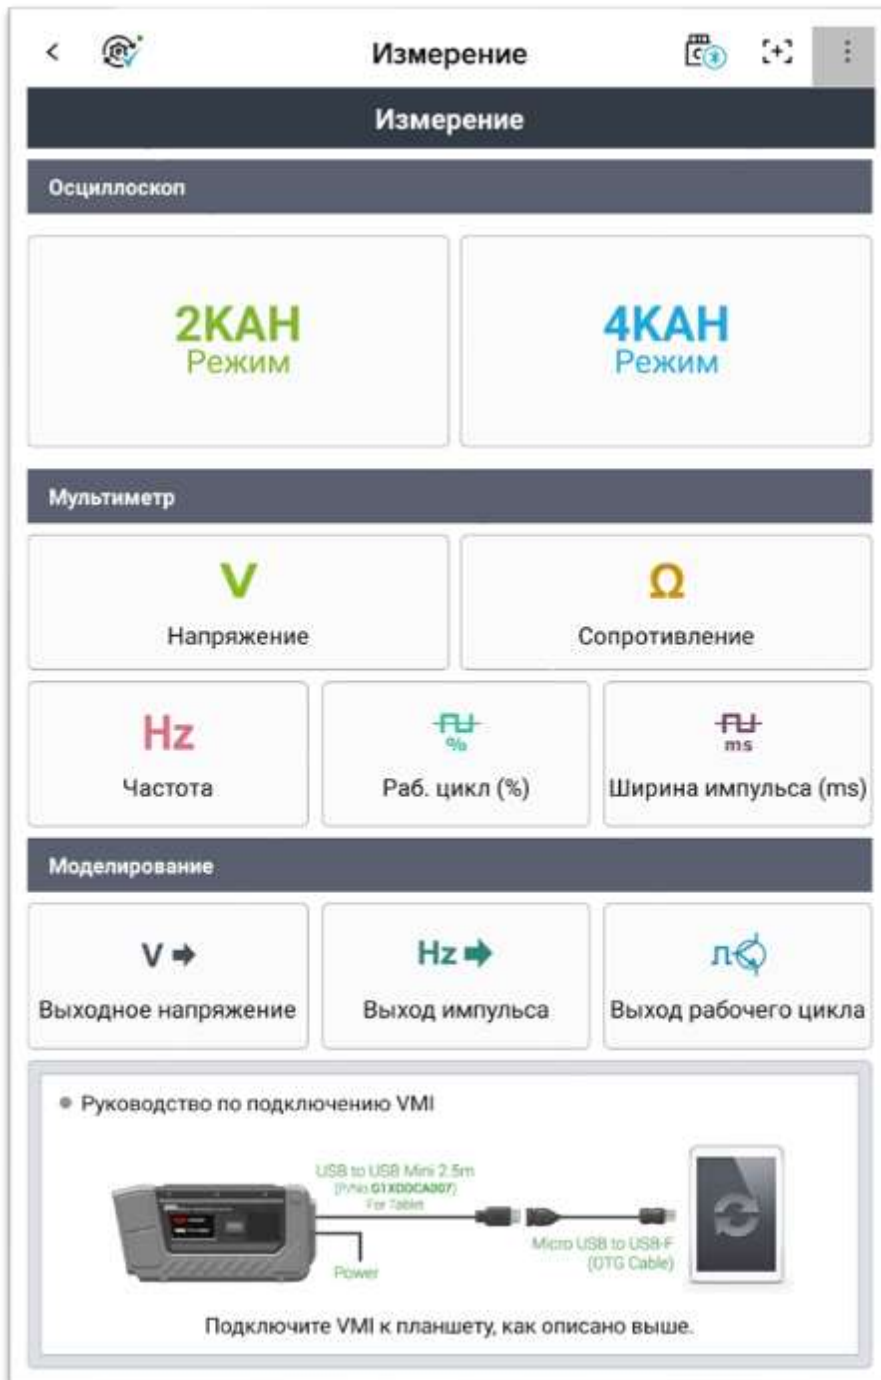 Измерение
Измерение
Осциллоскоп
2КАН
Режим
4КАН
Режим
Мультиметр
V
Напряжение
Ω
Сопротивление
Hz
Частота
%
Раб. цикл (%)
ms
Ширина импульса (ms)
Моделирование
V
Выходное напряжение
Hz
Выход импульса
Выход рабочего цикла
Руководство по подключению VMI
USB to USB Mini 2.5m
(P/No.G1XDDCA007)
For Tablet
Micro USB to USB-F
(OTG Cable)
Power
Подключите VMI к планшету, как описано выше.